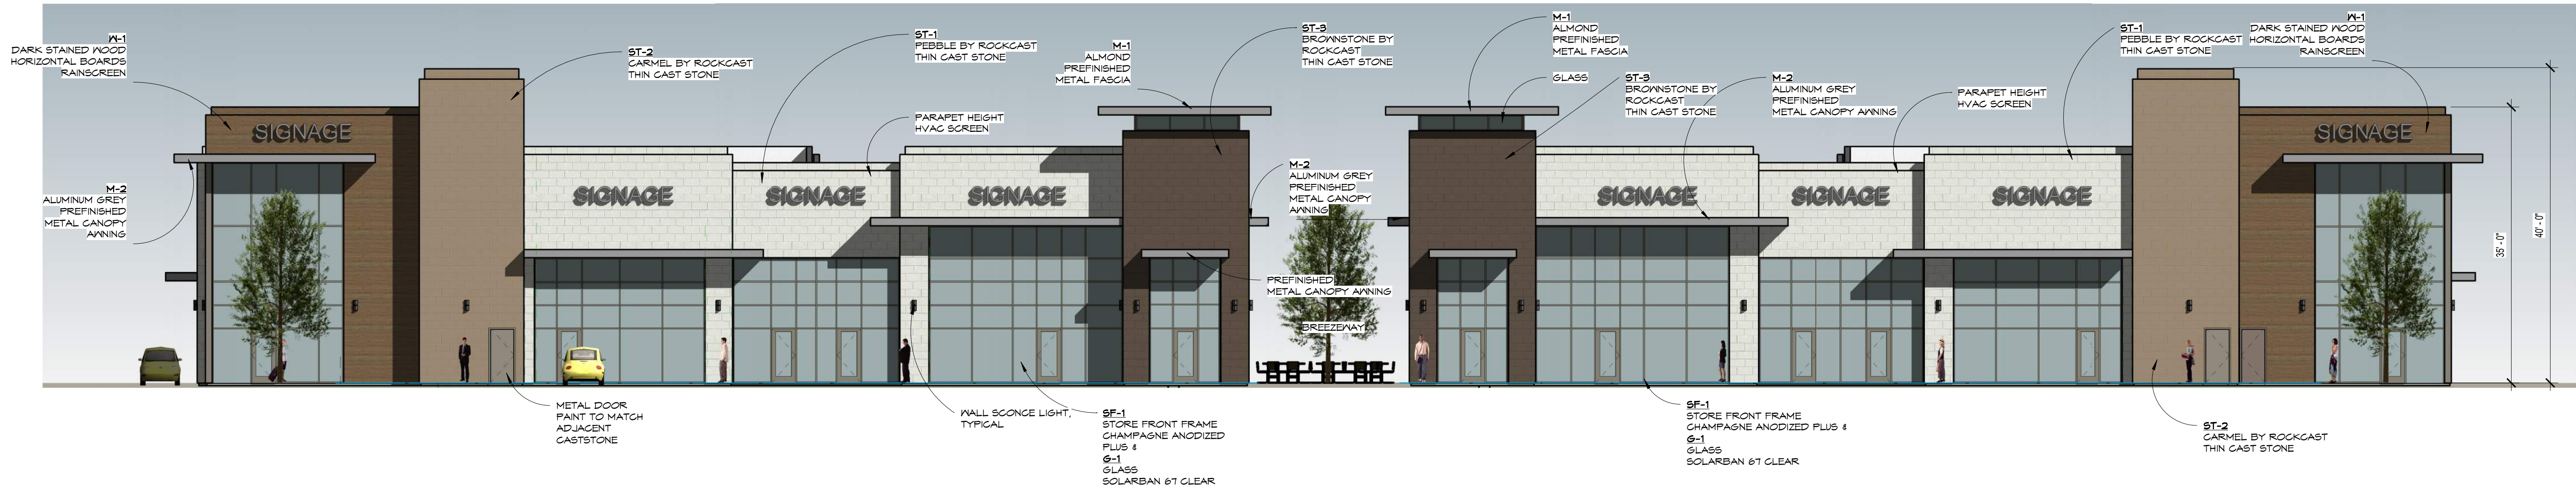 W-1
DARK STAINED WOOD
HORIZONTAL BOARDS
RAINSCREEN
ST-2
CARMEL BY ROCKCAST
THIN CAST STONE
ST-1
PEBBLE BY ROCKCAST
THIN CAST STONE
M-1
ALMOND
PREFINISHED
METAL FASCIA
ST-3
BROWNSTONE BY
ROCKCAST
THIN CAST STONE
M-1
ALMOND
PREFINISHED
METAL FASCIA
GLASS
ST-3
BROWNSTONE BY
ROCKCAST
THIN CAST STONE
M-2
ALUMINUM GREY
PREFINISHED
METAL CANOPY AWNING
PARAPET HEIGHT
HVAC SCREEN
ST-1
PEBBLE BY ROCKCAST
THIN CAST STONE
W-1
DARK STAINED WOOD
HORIZONTAL BOARDS
RAINSCREEN
PARAPET HEIGHT
HVAC SCREEN
SIGNAGE
SIGNAGE
M-2
ALUMINUM GREY
PREFINISHED
METAL CANOPY
AWNING
SIGNAGE
SIGNAGE
SIGNAGE
M-2
ALUMINUM GREY
PREFINISHED
METAL CANOPY
AWNING
SIGNAGE
SIGNAGE
SIGNAGE
35' - 0"
40' - 0"
PREFINISHED
METAL CANOPY AWNING
BREEZEWAY
METAL DOOR
PAINT TO MATCH
ADJACENT
CASTSTONE
WALL SCONCE LIGHT,
TYPICAL
SF-1
STORE FRONT FRAME
CHAMPAGNE ANODIZED
PLUS &
G-1
GLASS
SOLARBAN 67 CLEAR
SF-1
STORE FRONT FRAME
CHAMPAGNE ANODIZED PLUS &
G-1
GLASS
SOLARBAN 67 CLEAR
ST-2
CARMEL BY ROCKCAST
THIN CAST STONE